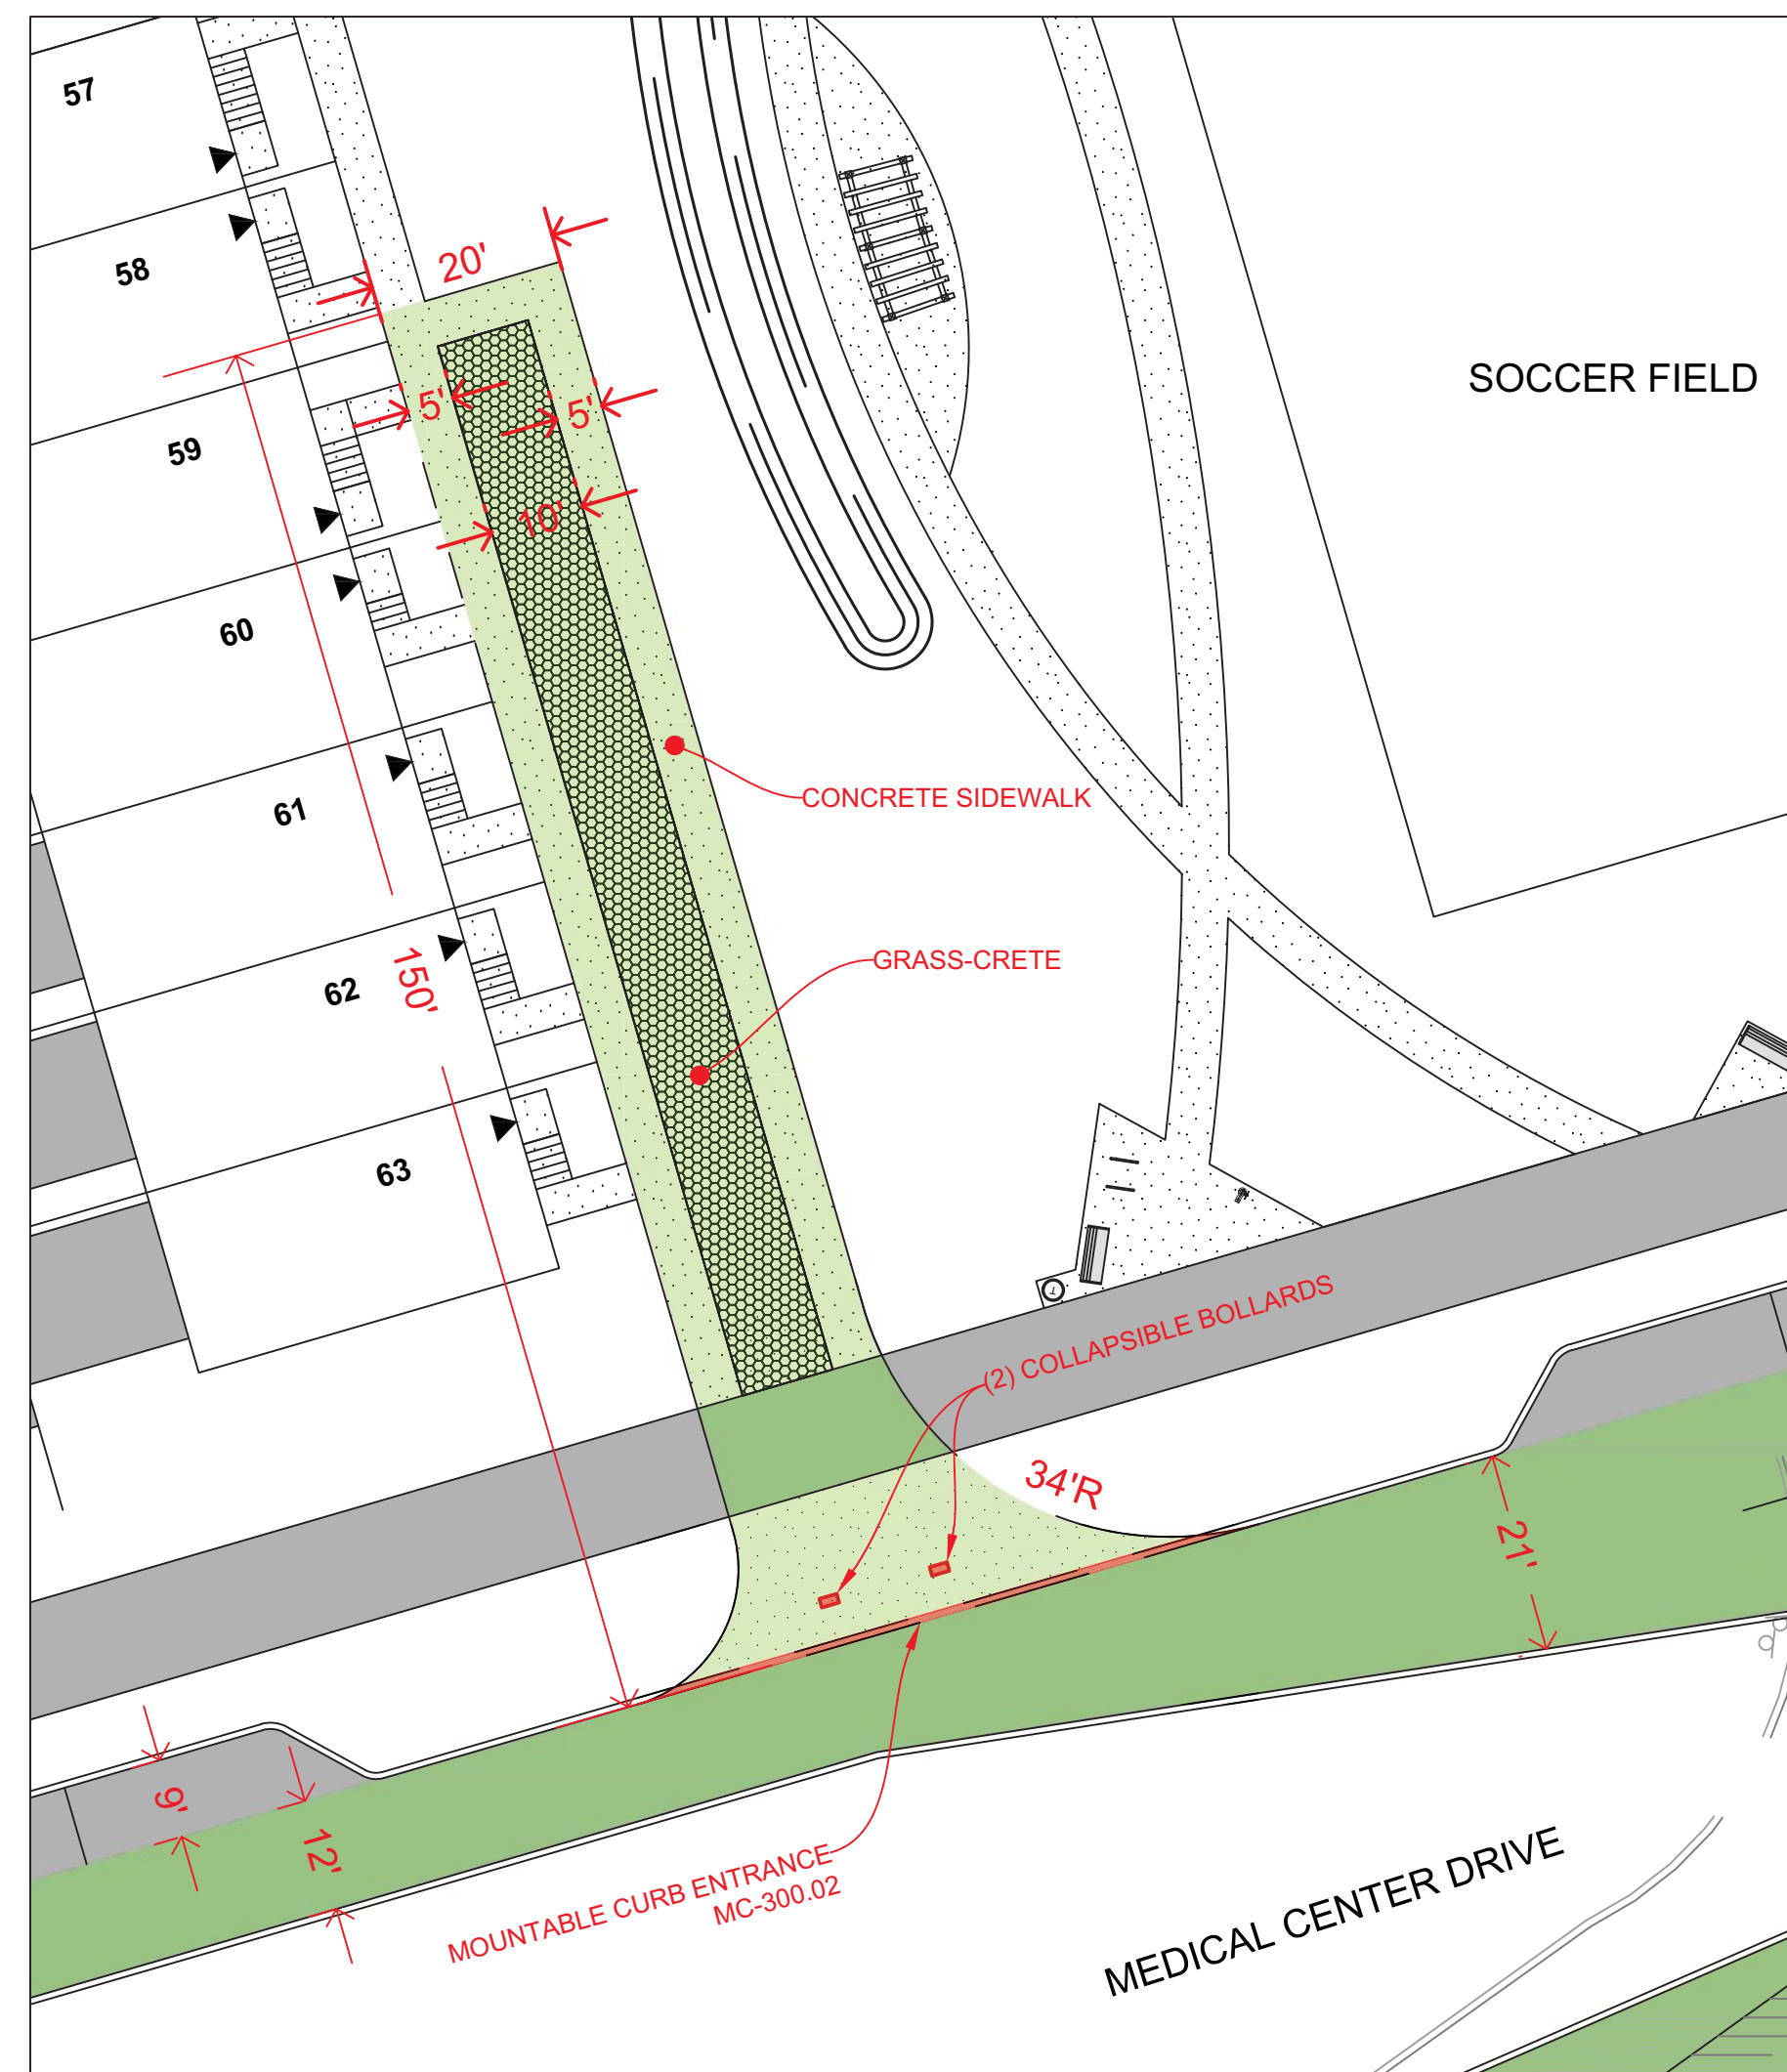 57
58
20'
SOCCER FIELD
5'
5'
59
10'
60
CONCRETE SIDEWALK
61
GRASS-CRETE
150'
62
63
(2) COLLAPSIBLE BOLLARDS
34'R
21'
9'
12'
MOUNTABLE CURB ENTRANCE
MC-300.02
MEDICAL CENTER DRIVE